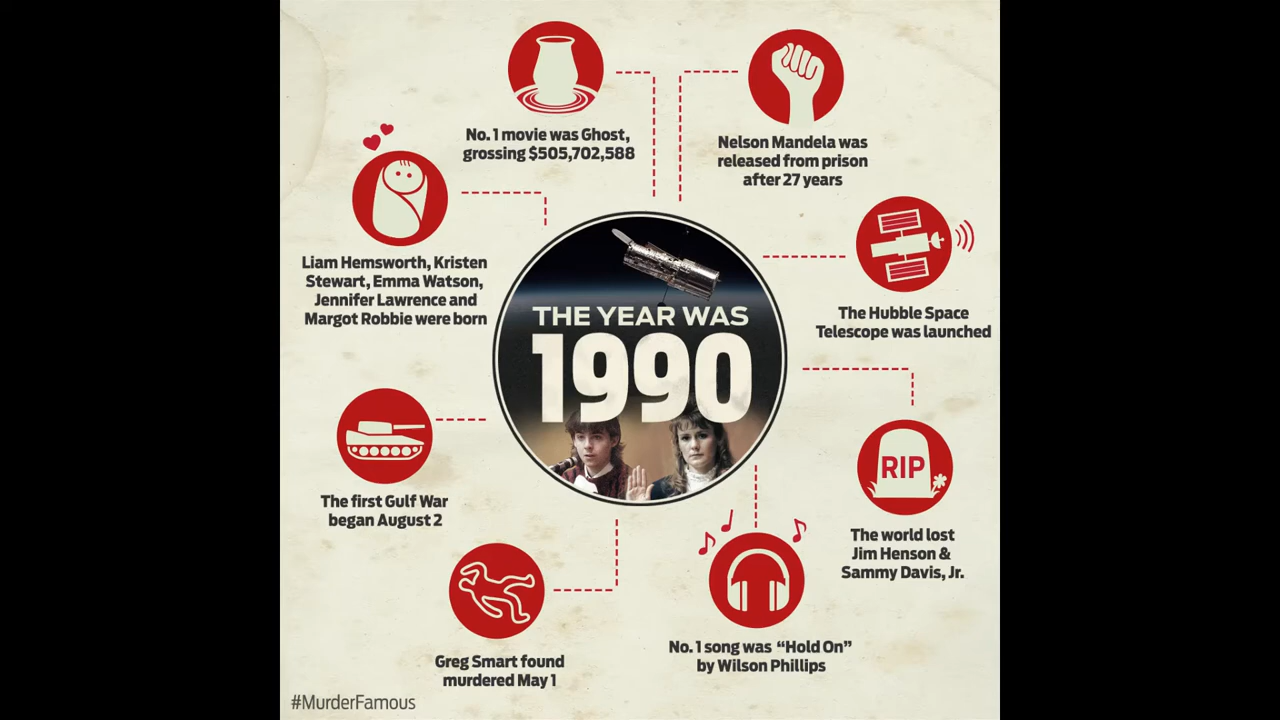 No. 1 movie was Ghost,
grossing $505,702,588
Nelson Mandela was
released from prison
after 27 years
Liam Hemsworth, Kristen
Stewart, Emma Watson,
Jennifer Lawrence and
Margot Robbie were born
The Hubble Space
Telescope was launched
THE YEAR WAS
1990
The first Gulf War
began August 2
RIP
The world lost
Jim Henson &
Sammy Davis, Jr.
Greg Smart found
murdered May 1
No. 1 song was “Hold On”
by Wilson Phillips
#MurderFamous